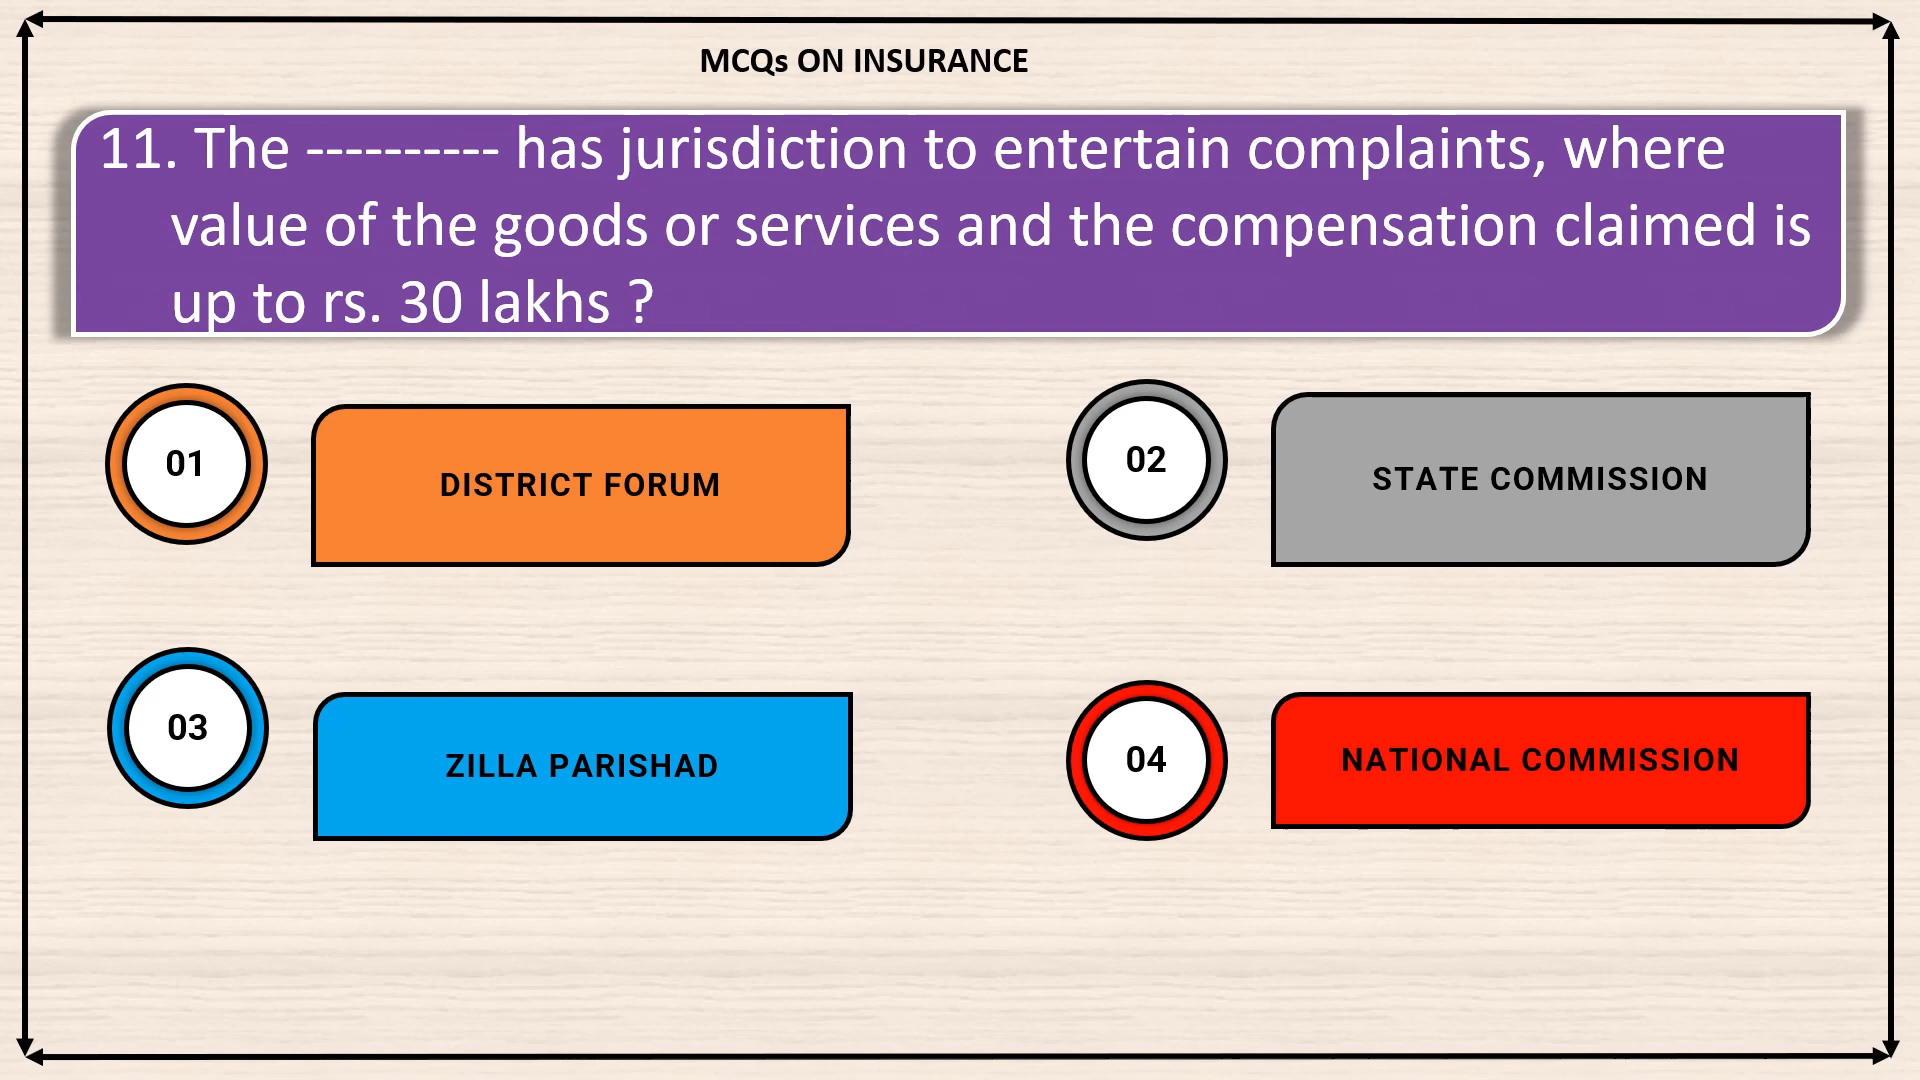 MCQs ON INSURANCE
11. The ---------- has jurisdiction to entertain complaints, where
value of the goods or services and the compensation claimed is
up to rs. 30 lakhs ?
01
DISTRICT FORUM
02
STATE COMMISSION
03
ZILLA PARISHAD
04
NATIONAL COMMISSION